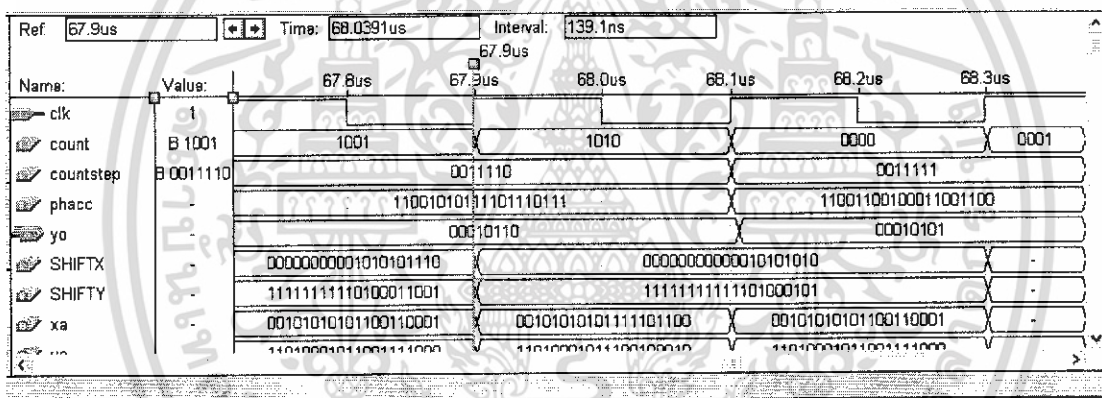 Ref: 67.9us Time: 68.0391us Interval: 139.1ns
67.9us
Name: Value: 67.8us 67.9us 68.0us 68.1us 68.2us 68.3us
clk 1
count B 1001 1001 1010 0000 0001
countstep B 0011110 0011110 0011111
phacc - 11001010101111011101111 11001100100011001100
yo - 00010110 00010101
SHIFTX - 00000000001010101110 00000000000010101010
SHIFTY - 11111111110100011001 11111111111101000101
xa - 00101010101100110001 00101010101111101100 00101010101100110001 -